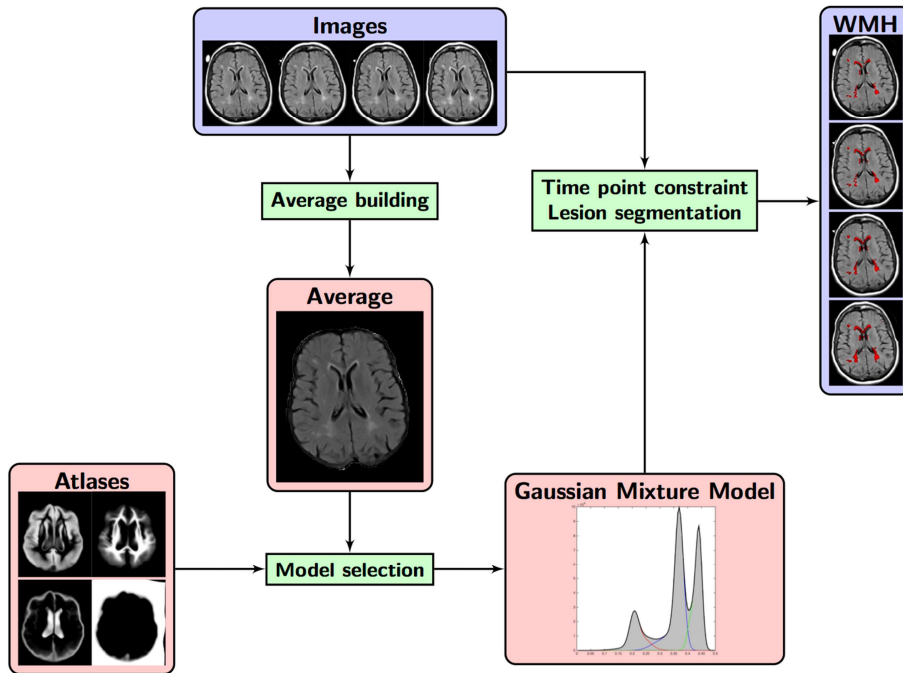 Images
WMH
Average building
Time point constraint
Lesion segmentation
Average
Atlases
Model selection
Gaussian Mixture Model